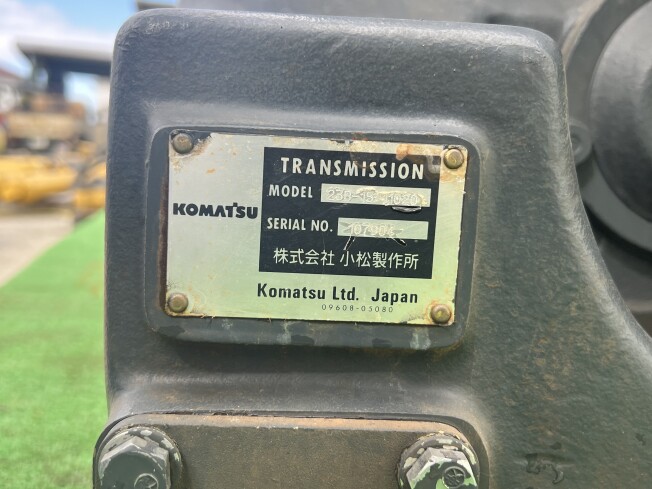 KOMATSU
TRANSMISSION
MODEL
SERIAL NO.
株式会社 小松製作所
Komatsu Ltd. Japan
09608-05080